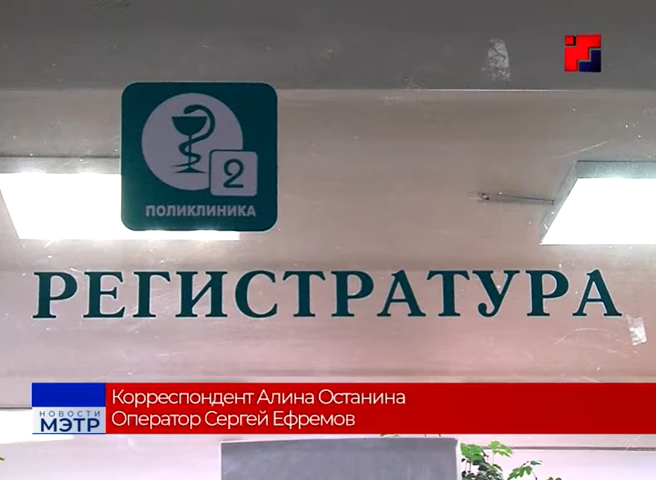 2
ПОЛИКЛИНИКА
РЕГИСТРАТУРА
Корреспондент Алина Останина
Оператор Сергей Ефремов
НОВОСТИ
МЭТР